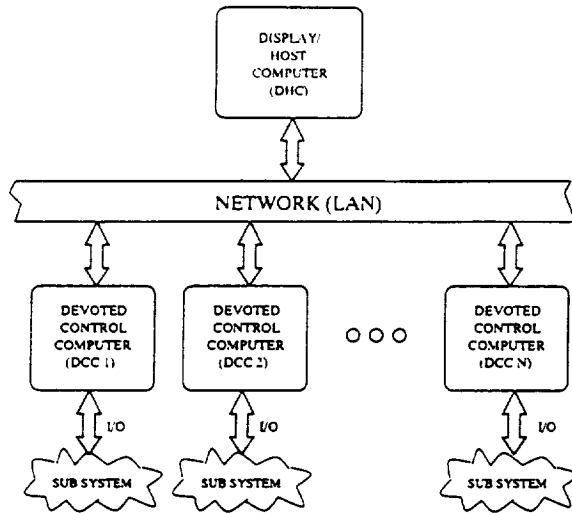 DISPLAY/
HOST
COMPUTER
(DHC)
NETWORK (LAN)
DEVOTED
CONTROL
COMPUTER
(DCC 1)
DEVOTED
CONTROL
COMPUTER
(DCC 2)
DEVOTED
CONTROL
COMPUTER
(DCC N)
I/O
I/O
I/O
SUB SYSTEM
SUB SYSTEM
SUB SYSTEM